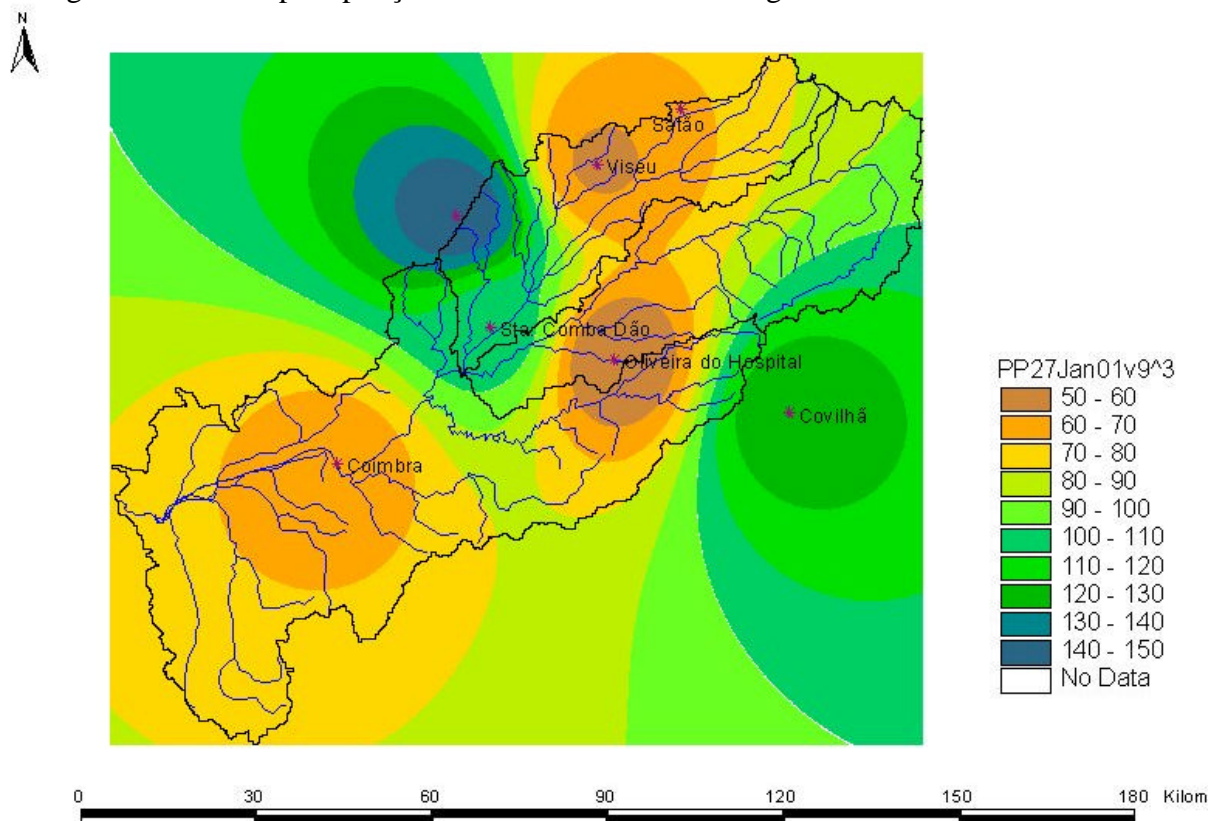 precipitação
N
Sátão
Viseu
Sta. Comba Dão
Oliveira do Hospital
Covilhã
Coimbra
PP27Jan01v9^3
50 - 60
60 - 70
70 - 80
80 - 90
90 - 100
100 - 110
110 - 120
120 - 130
130 - 140
140 - 150
No Data
0 30 60 90 120 150 180 Kilom